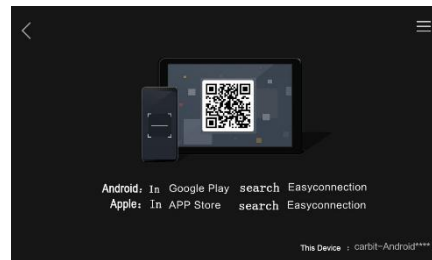 Android: In Google Play search Easyconnection
Apple: In APP Store search Easyconnection
This Device : carbit-Android****